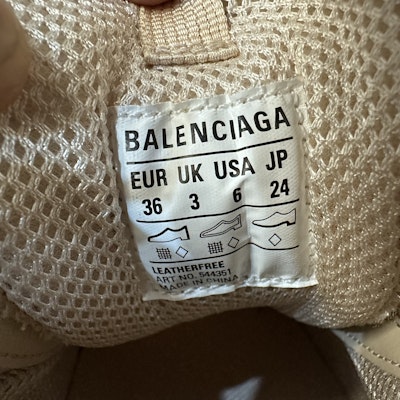 BALENCIAGA
EUR UK USA JP
36 3 6 24
LEATHERFREE
ART NO. 544351
MADE IN CHINA